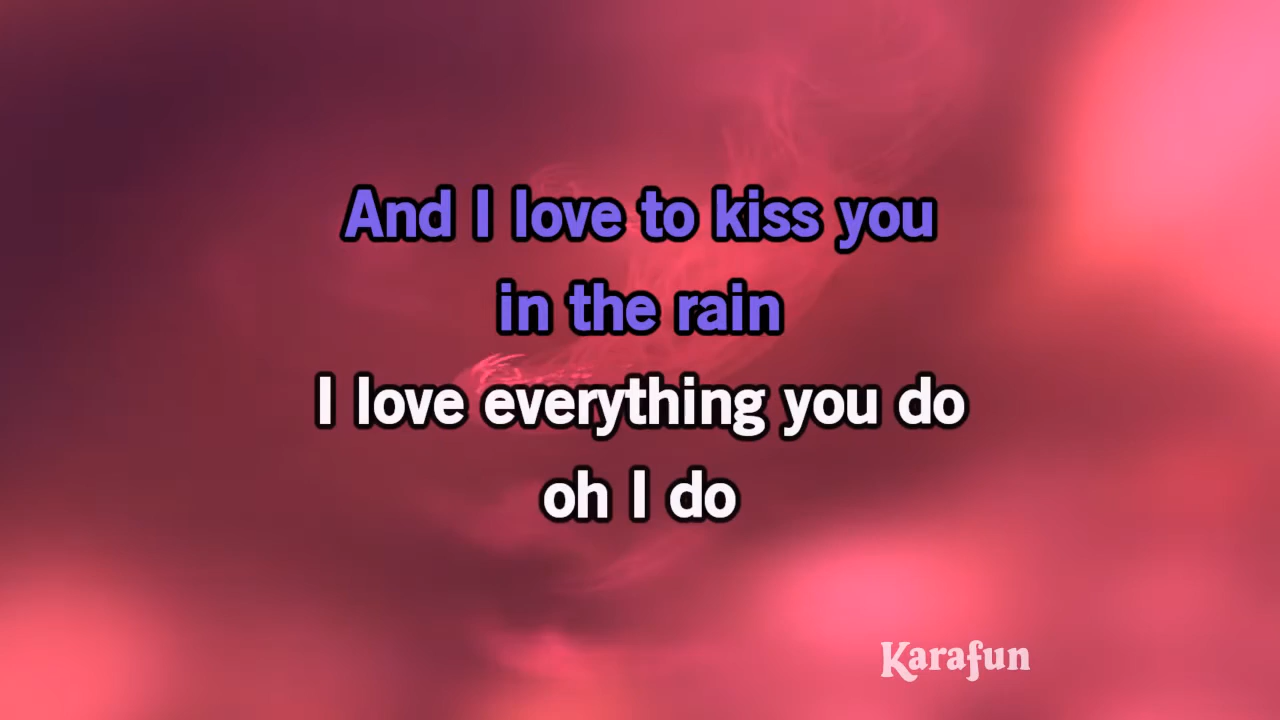 And I love to kiss you
in the rain
I love everything you do
oh I do
Karafun